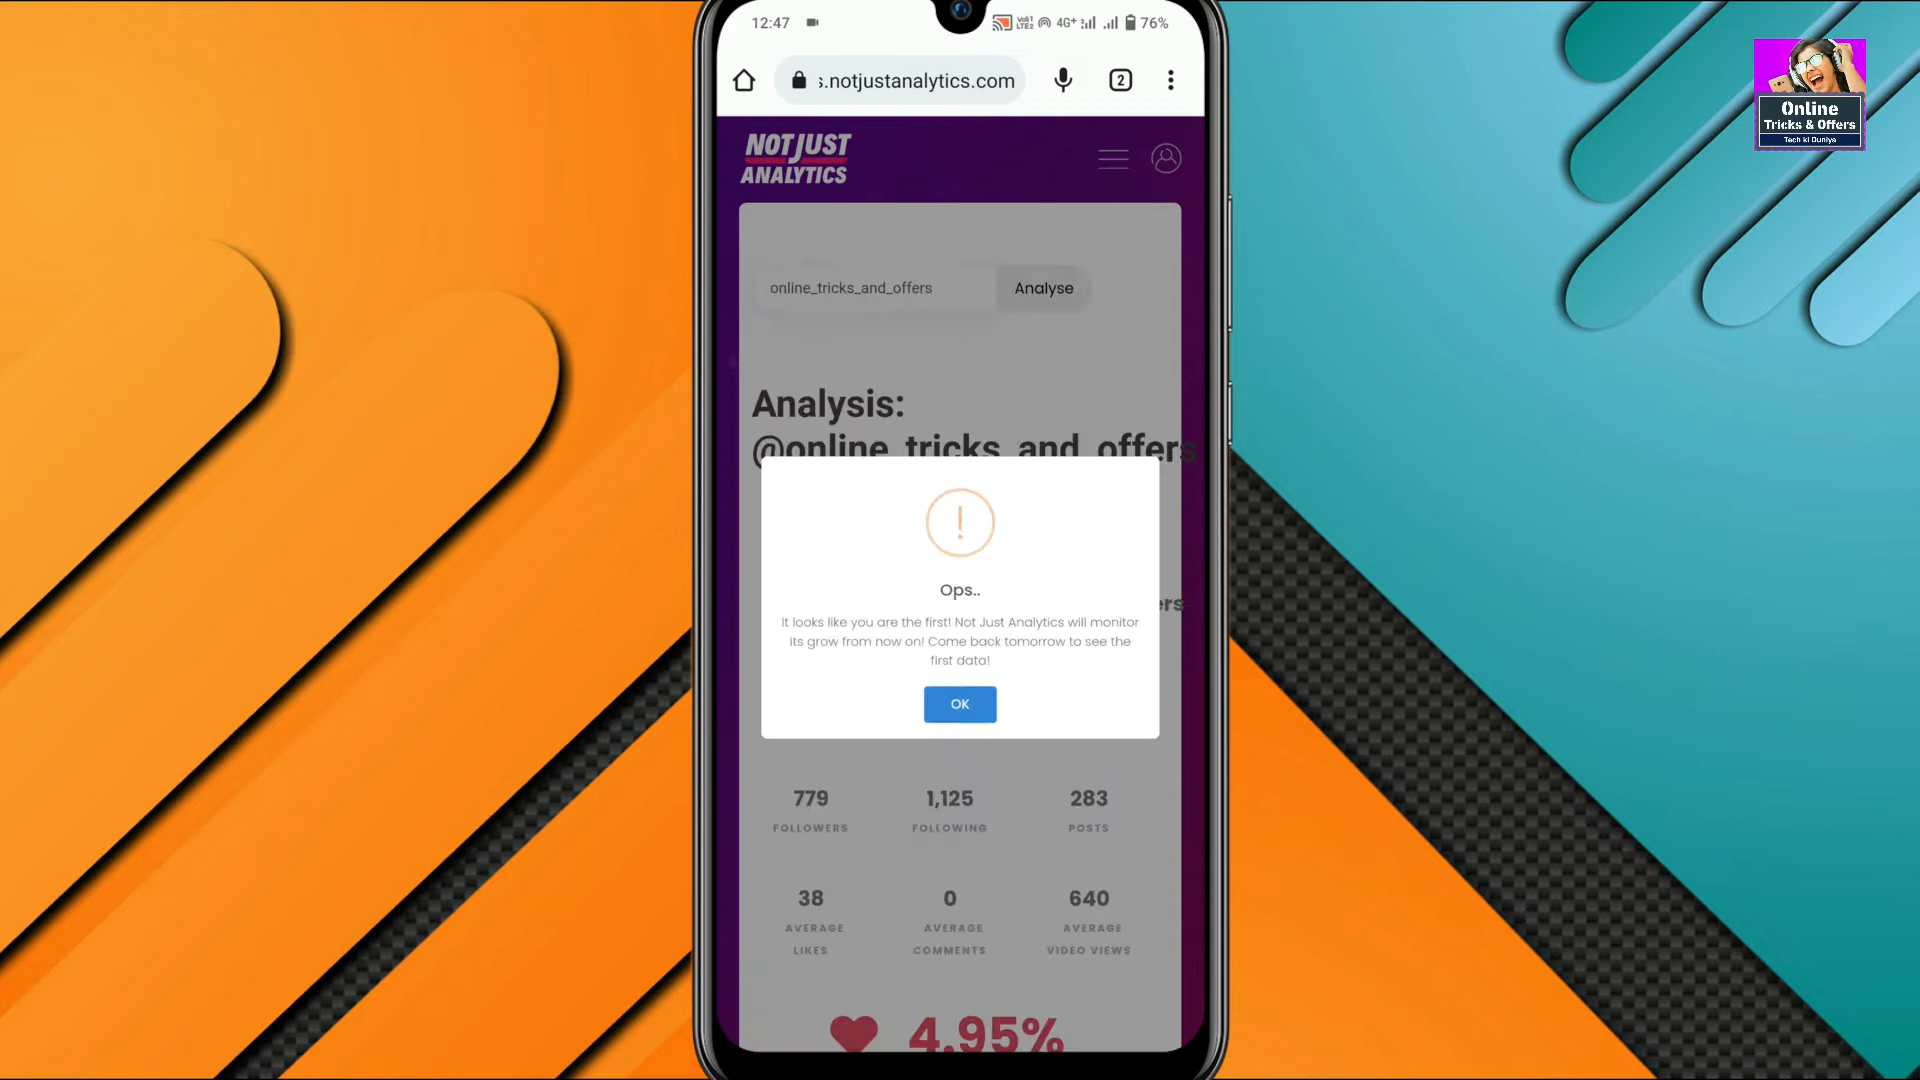 12:47
4G+ 76%
s.notjustanalytics.com
2
NOT JUST
ANALYTICS
online_tricks_and_offers
Analyse
Analysis:
@online_tricks_and_offers
Ops..
It looks like you are the first! Not Just Analytics will monitor
its grow from now on! Come back tomorrow to see the
first data!
OK
779
FOLLOWERS
1,125
FOLLOWING
283
POSTS
38
AVERAGE
LIKES
0
AVERAGE
COMMENTS
640
AVERAGE
VIDEO VIEWS
4.95%
Online
Tricks & Offers
Tech ki Duniya